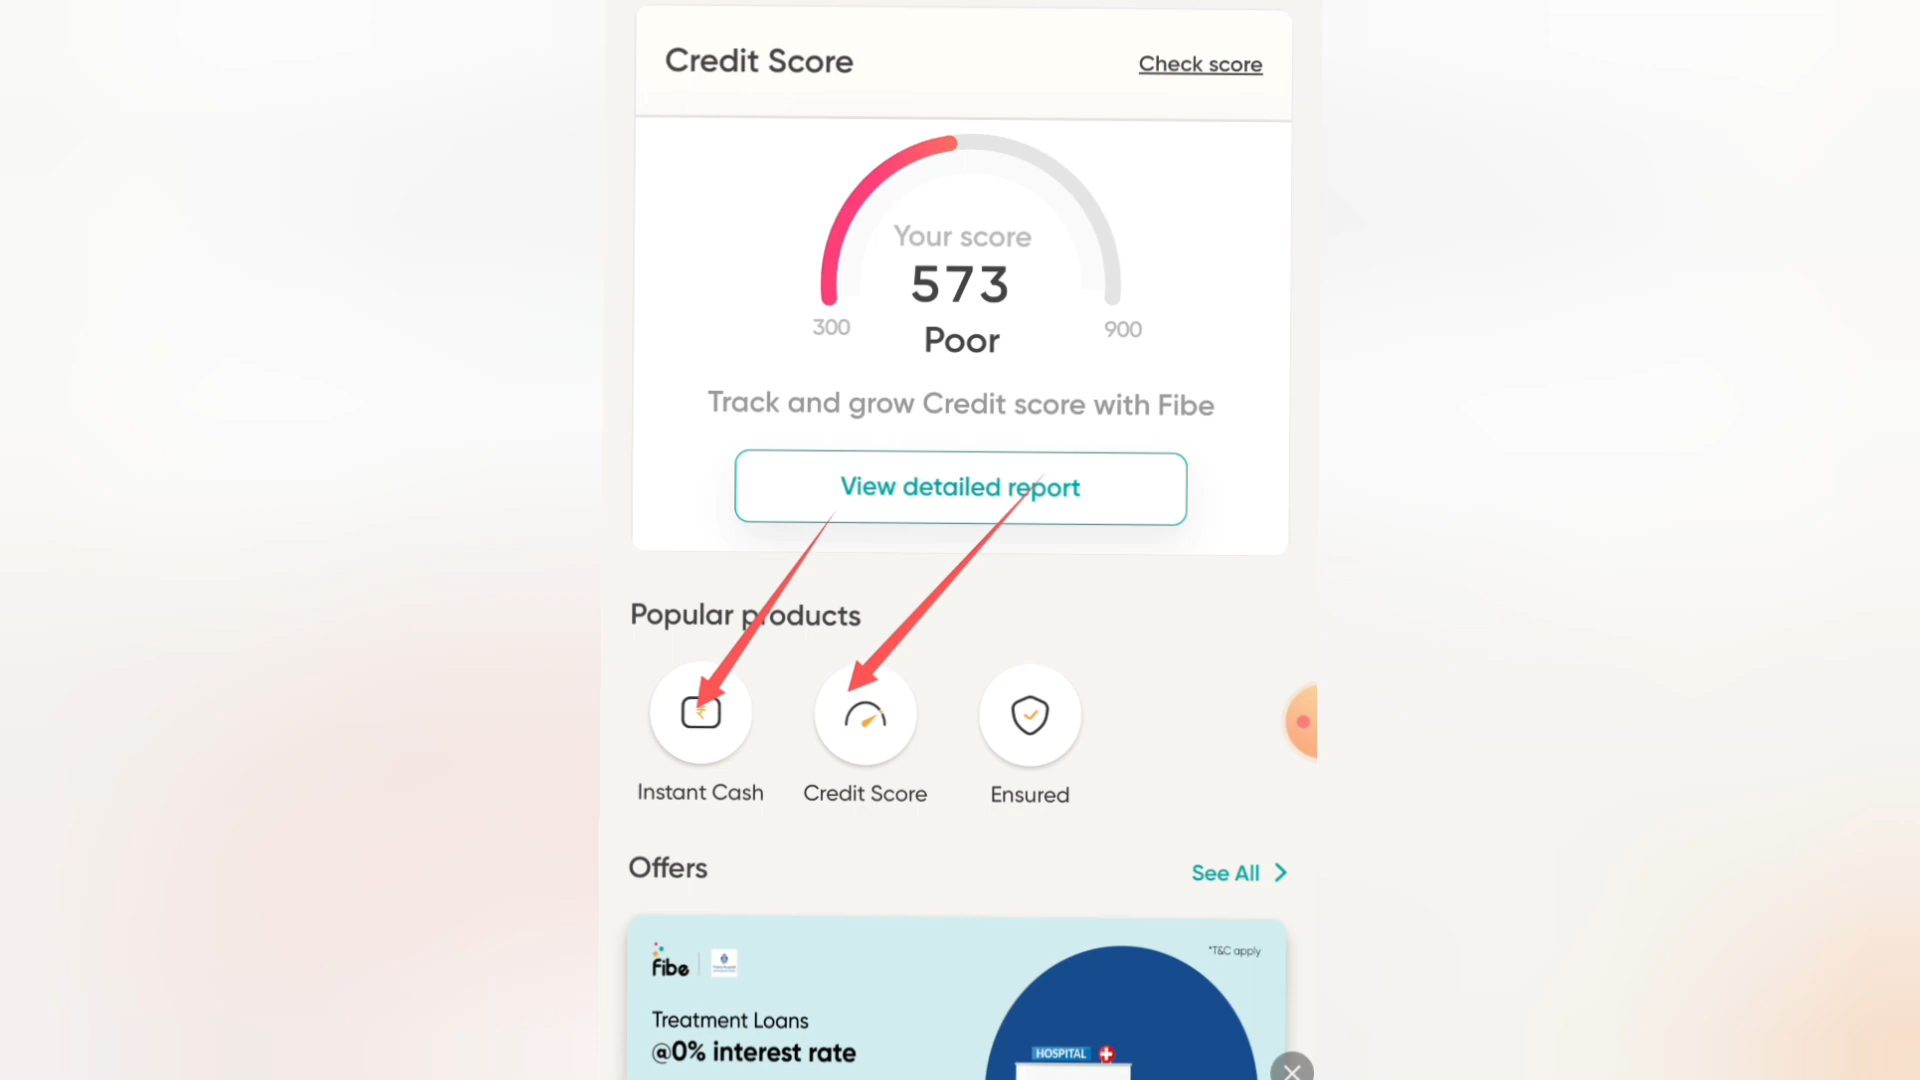 Credit Score
Check score
Your score
573
300
900
Poor
Track and grow Credit score with Fibe
View detailed report
Popular products
₹
Instant Cash
Credit Score
Ensured
Offers
See All
*T&C apply
fibe
Treatment Loans
@0% interest rate
HOSPITAL